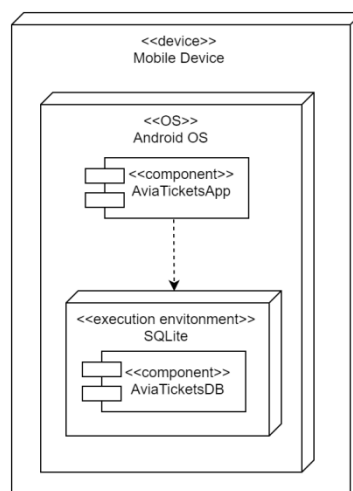 <<device>>
Mobile Device
<<OS>>
Android OS
<<component>>
AviaTicketsApp
<<execution envitonment>>
SQLite
<<component>>
AviaTicketsDB